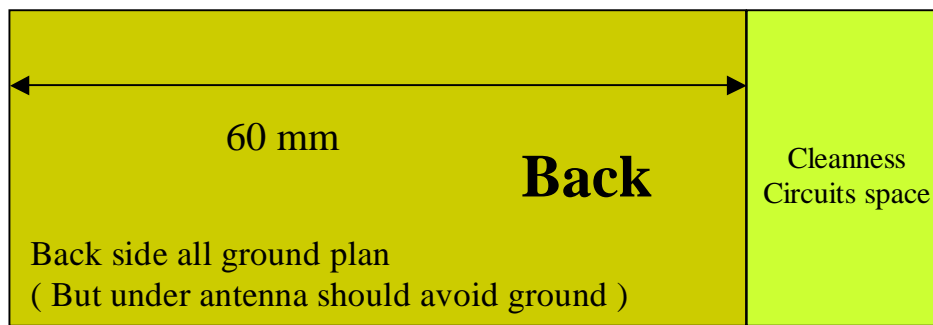 60 mm
Back
Cleanness
Circuits space
Back side all ground plan
( But under antenna should avoid ground )